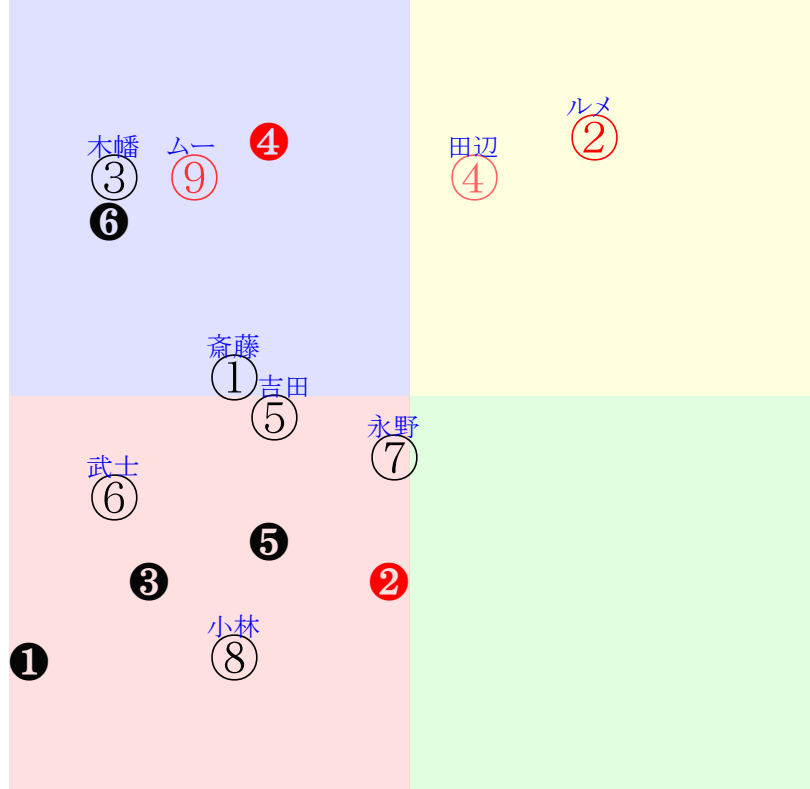 ルメ
②
木幡 ムー ❹ 田辺
③ ⑨ ④
❻
斎藤
① 吉田
⑤ 永野
⑦
武士
⑥
❺
❸ ❷
小林
❶ ⑧